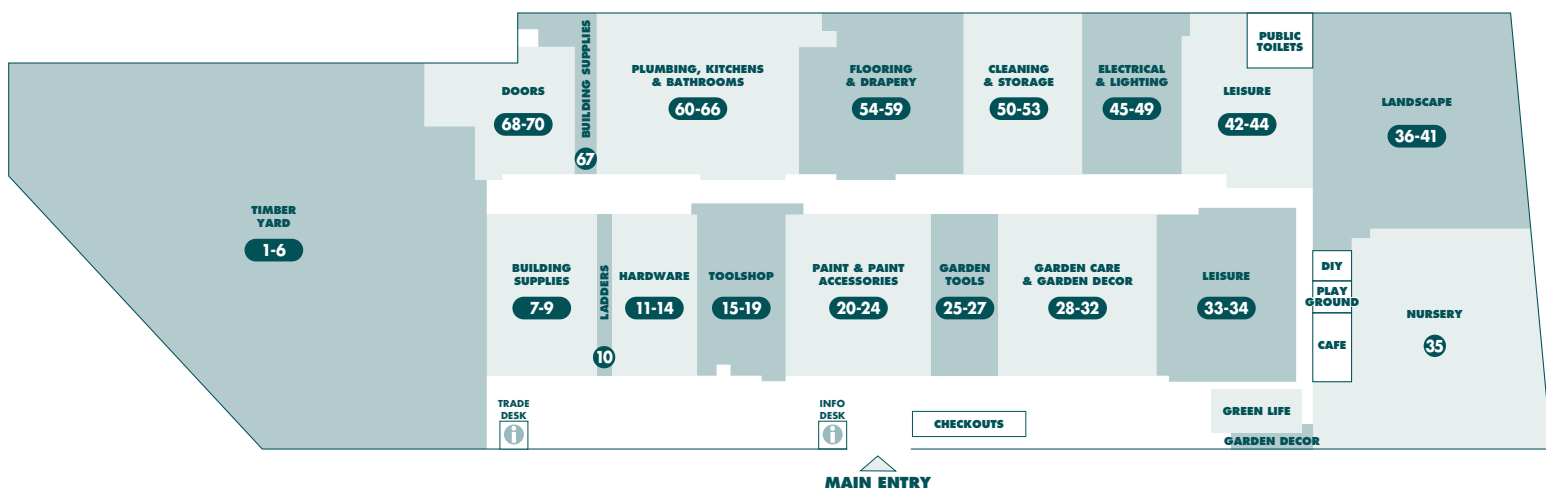 TIMBER
YARD
1-6
DOORS
68-70
BUILDING SUPPLIES
67
PLUMBING, KITCHENS
& BATHROOMS
60-66
FLOORING
& DRAPERY
54-59
CLEANING
& STORAGE
50-53
ELECTRICAL
& LIGHTING
45-49
LEISURE
42-44
PUBLIC
TOILETS
LANDSCAPE
36-41
BUILDING
SUPPLIES
7-9
LADDERS
10
HARDWARE
11-14
TOOLSHOP
15-19
PAINT & PAINT
ACCESSORIES
20-24
GARDEN
TOOLS
25-27
GARDEN CARE
& GARDEN DECOR
28-32
LEISURE
33-34
DIY
PLAY
GROUND
CAFE
NURSERY
35
TRADE
DESK
i
INFO
DESK
i
CHECKOUTS
GREEN LIFE
GARDEN DECOR
MAIN ENTRY